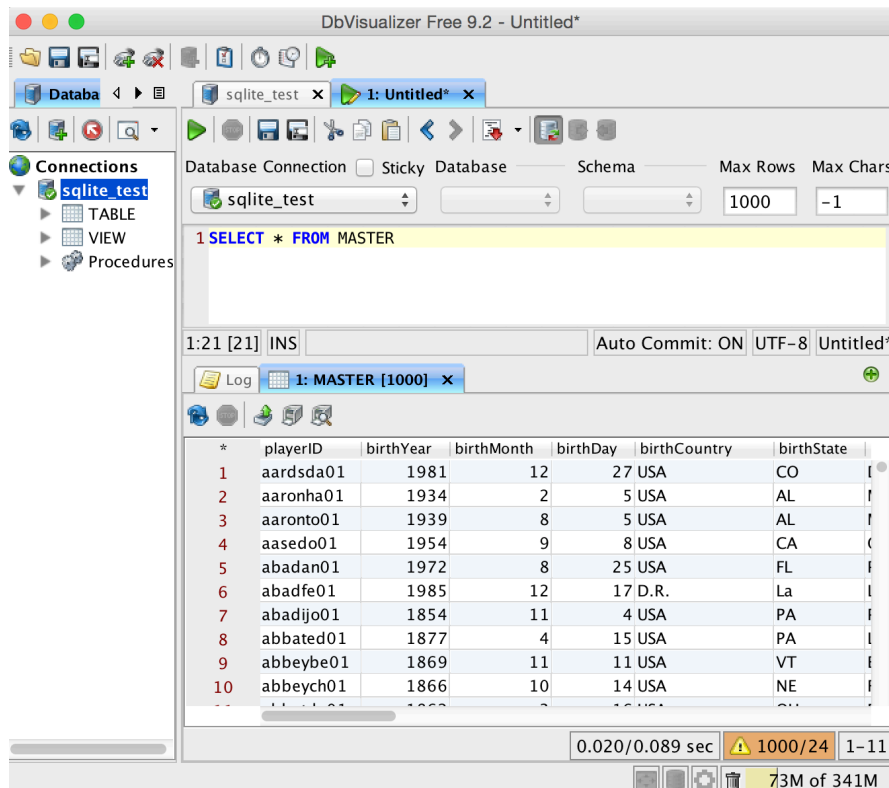 DbVisualizer Free 9.2 - Untitled*
Databa
sqlite_test
1: Untitled*
Connections
sqlite_test
TABLE
VIEW
Procedures
Database Connection Sticky Database Schema Max Rows Max Chars
sqlite_test 1000 -1
1 SELECT * FROM MASTER
1:21 [21] INS Auto Commit: ON UTF-8 Untitled*
Log 1: MASTER [1000]
* playerID birthYear birthMonth birthDay birthCountry birthState
1 aardsda01 1981 12 27 USA CO
2 aaronha01 1934 2 5 USA AL
3 aaronto01 1939 8 5 USA AL
4 aasedo01 1954 9 8 USA CA
5 abadan01 1972 8 25 USA FL
6 abadfe01 1985 12 17 D.R. La
7 abadijo01 1854 11 4 USA PA
8 abbated01 1877 4 15 USA PA
9 abbeybe01 1869 11 11 USA VT
10 abbeych01 1866 10 14 USA NE
0.020/0.089 sec 1000/24 1-11
73M of 341M